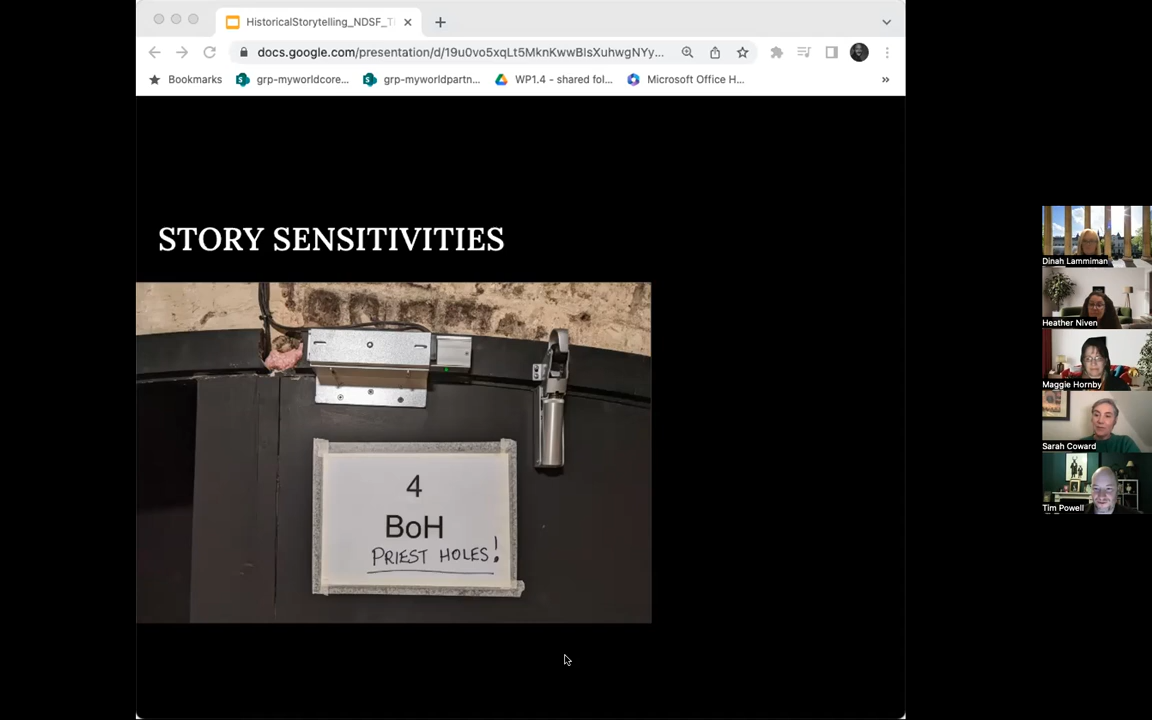 HistoricalStorytelling_NDSF_T
docs.google.com/presentation/d/19u0vo5xqLt5MknKwwBIsXuhwgNYy...
Bookmarks
grp-myworldcore...
grp-myworldpartn...
WP1.4 - shared fol...
Microsoft Office H...
STORY SENSITIVITIES
4
BoH
PRIEST HOLES!
Dinah Lammiman
Heather Niven
Maggie Hornby
Sarah Coward
Tim Powell